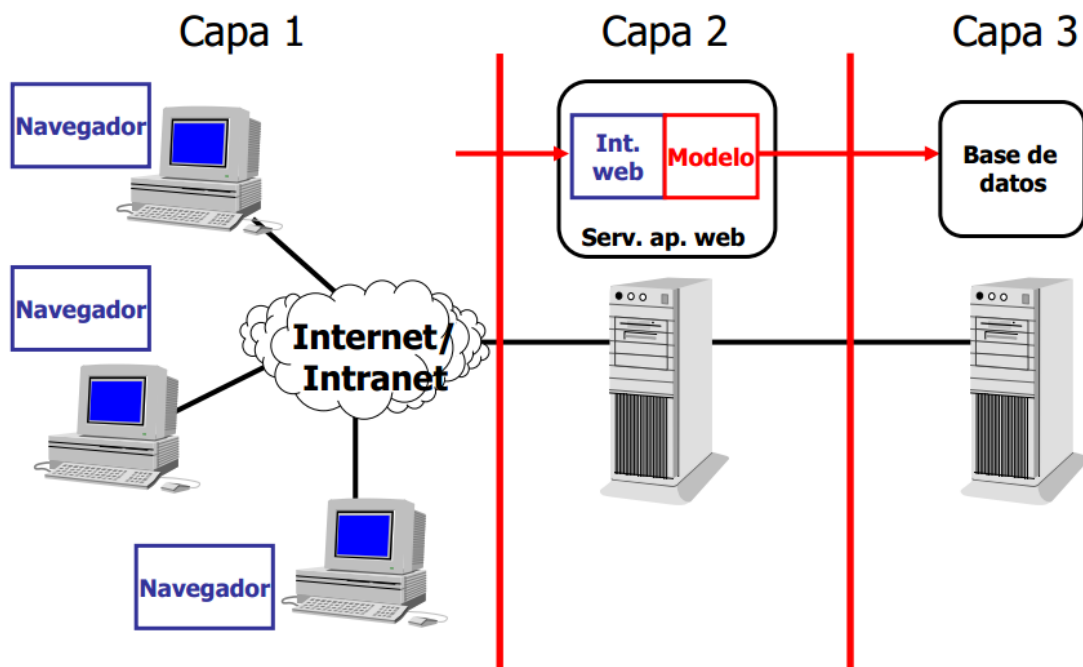 Capa 1
Capa 2
Capa 3
Navegador
Int.
web
Modelo
Serv. ap. web
Base de
datos
Navegador
Internet/
Intranet
Navegador